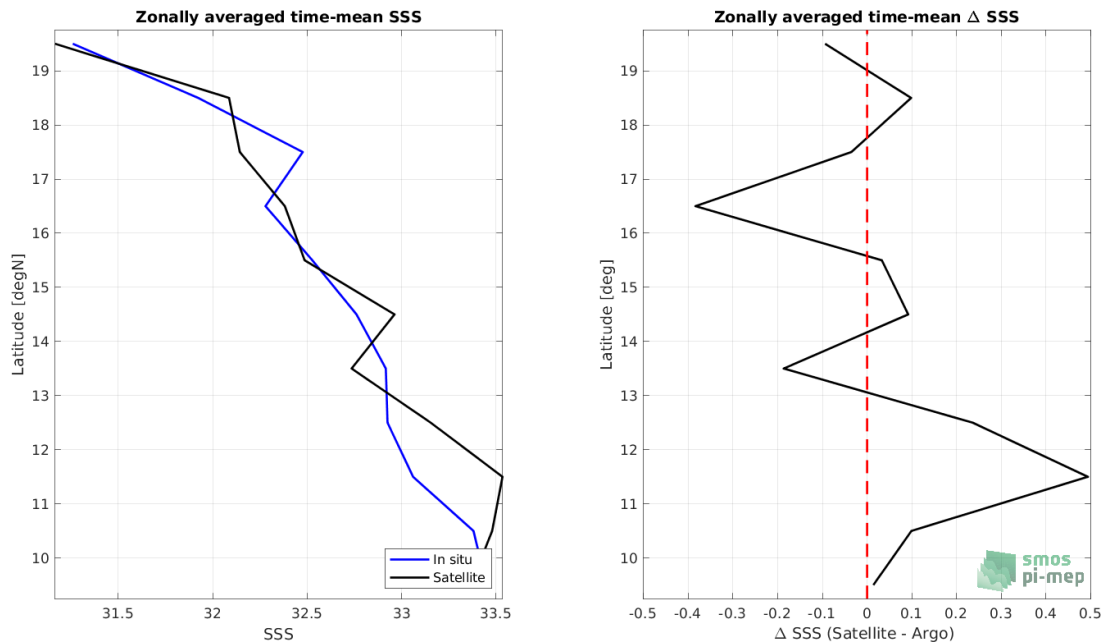 Zonally averaged time-mean SSS
19
18
17
16
15
14
13
12
11
10
Latitude [degN]
31.5 32 32.5 33 33.5
SSS
In situ
Satellite
Zonally averaged time-mean Δ SSS
19
18
17
16
15
14
13
12
11
10
Latitude [deg]
-0.5 -0.4 -0.3 -0.2 -0.1 0 0.1 0.2 0.3 0.4 0.5
Δ SSS (Satellite - Argo)
smos
pi-mep